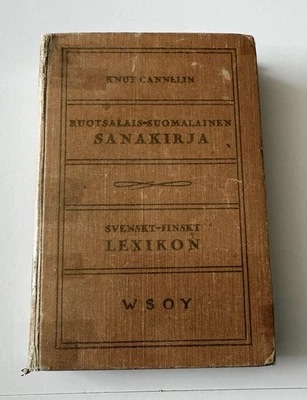 KNUT CANNELIN
RUOTSALAIS-SUOMALAINEN
SANAKIRJA
SVENSKT-FINSKT
LEXIKON
WSOY